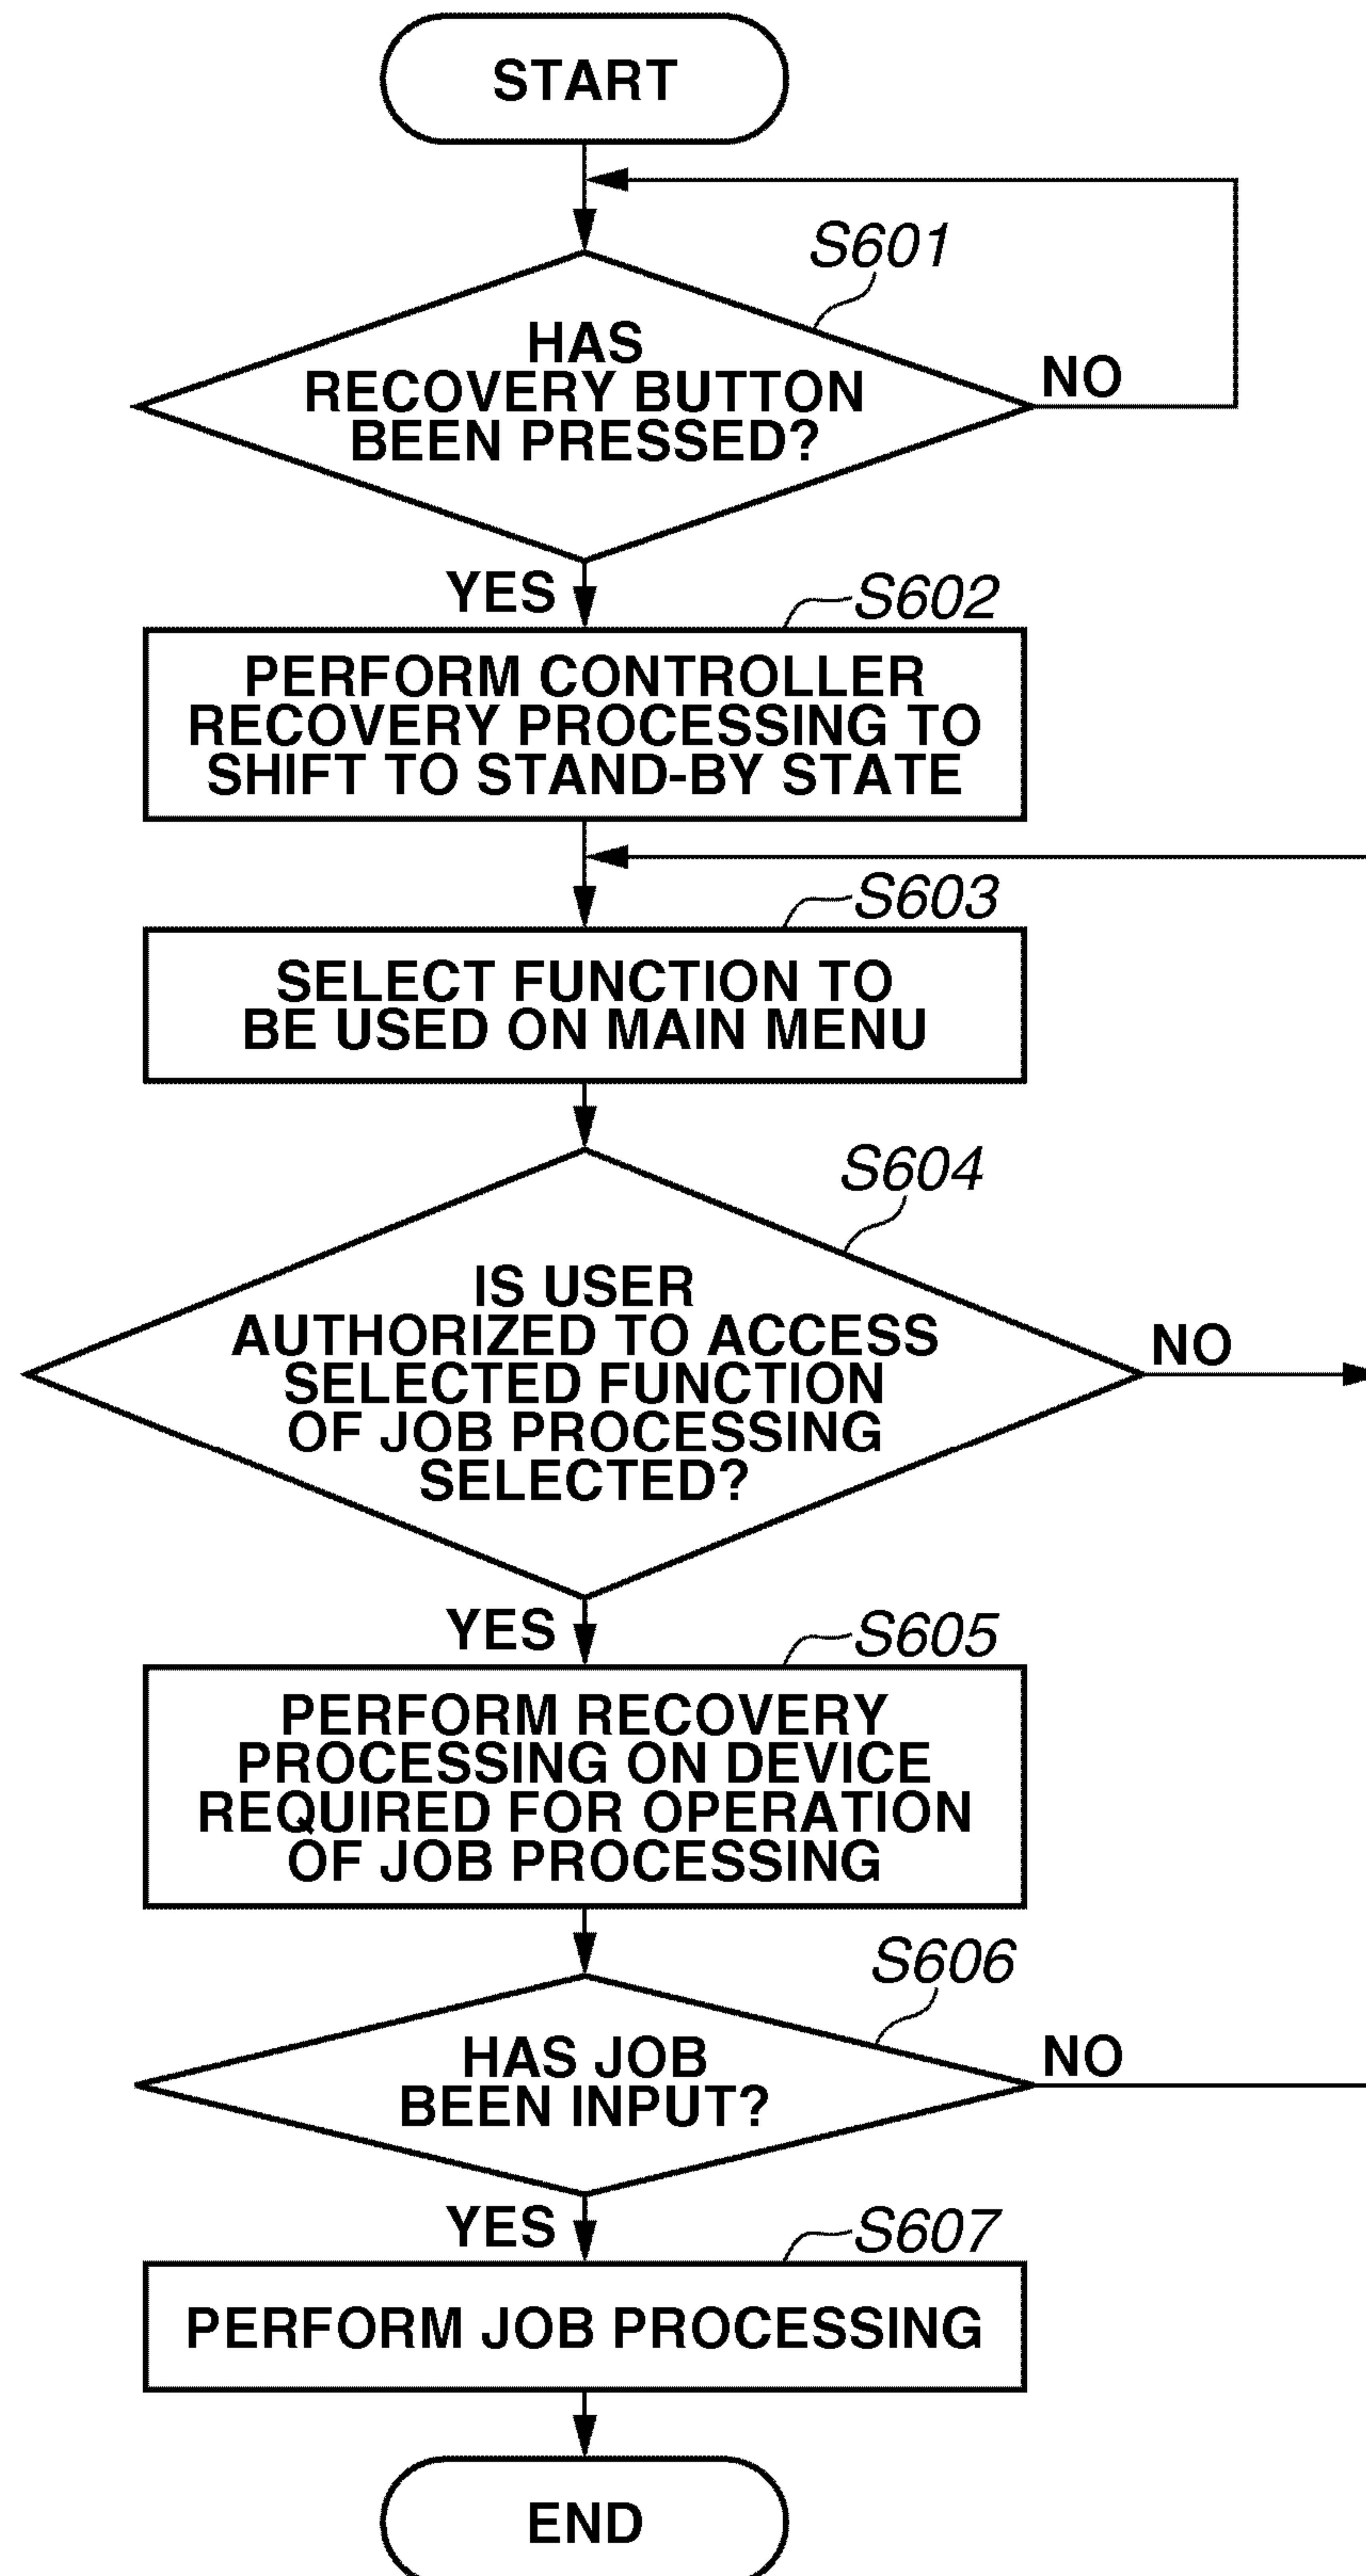 START
S601
HAS
RECOVERY BUTTON
BEEN PRESSED?
NO
YES
S602
PERFORM CONTROLLER
RECOVERY PROCESSING TO
SHIFT TO STAND-BY STATE
S603
SELECT FUNCTION TO
BE USED ON MAIN MENU
S604
IS USER
AUTHORIZED TO ACCESS
SELECTED FUNCTION
OF JOB PROCESSING
SELECTED?
NO
YES
S605
PERFORM RECOVERY
PROCESSING ON DEVICE
REQUIRED FOR OPERATION
OF JOB PROCESSING
S606
HAS JOB
BEEN INPUT?
NO
YES
S607
PERFORM JOB PROCESSING
END